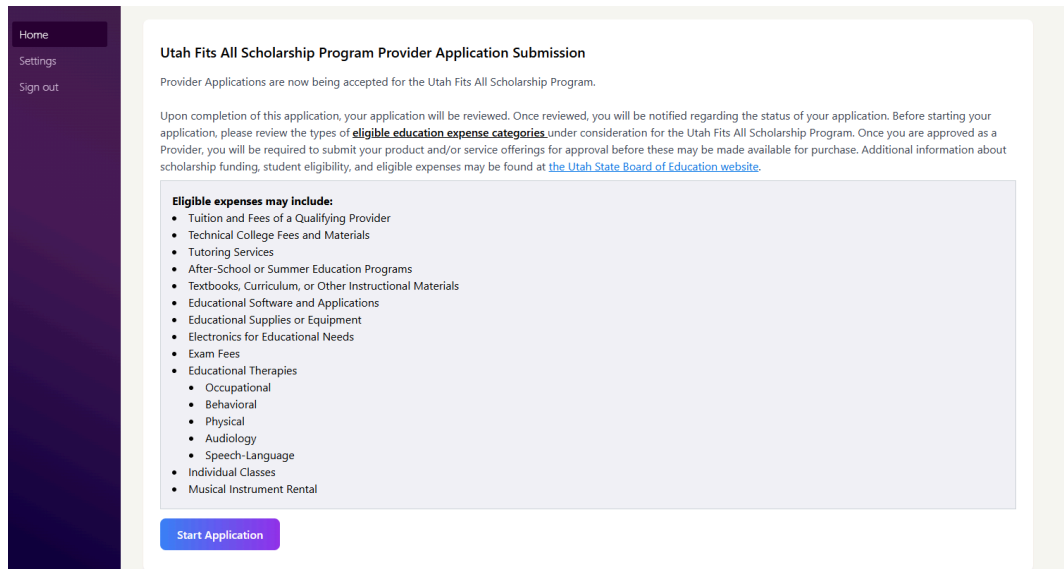 Home
Settings
Sign out
Utah Fits All Scholarship Program Provider Application Submission
Provider Applications are now being accepted for the Utah Fits All Scholarship Program.
Upon completion of this application, your application will be reviewed. Once reviewed, you will be notified regarding the status of your application. Before starting your
application, please review the types of eligible education expense categories under consideration for the Utah Fits All Scholarship Program. Once you are approved as a
Provider, you will be required to submit your product and/or service offerings for approval before these may be made available for purchase. Additional information about
scholarship funding, student eligibility, and eligible expenses may be found at the Utah State Board of Education website.
Eligible expenses may include:
• Tuition and Fees of a Qualifying Provider
• Technical College Fees and Materials
• Tutoring Services
• After-School or Summer Education Programs
• Textbooks, Curriculum, or Other Instructional Materials
• Educational Software and Applications
• Educational Supplies or Equipment
• Electronics for Educational Needs
• Exam Fees
• Educational Therapies
• Occupational
• Behavioral
• Physical
• Audiology
• Speech-Language
• Individual Classes
• Musical Instrument Rental
Start Application